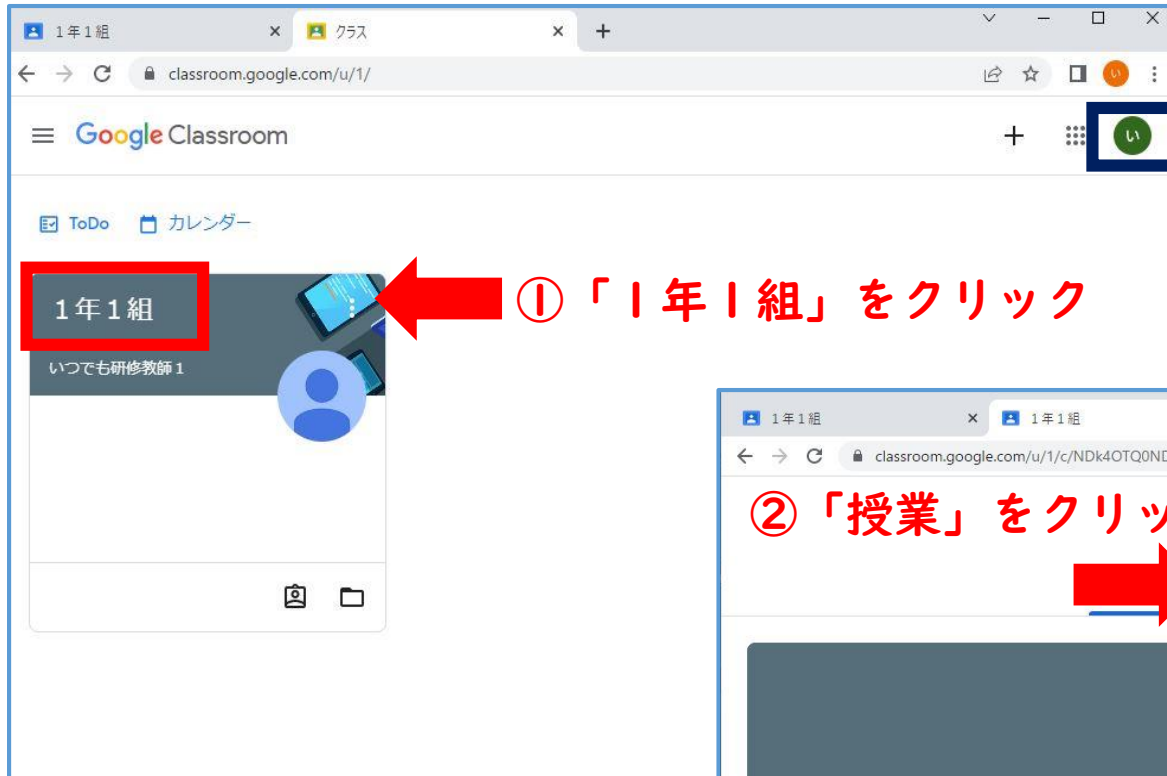 1年1組
クラス
classroom.google.com/u/1/
い
Google Classroom
い
ToDo カレンダー
1年1組
①「1年1組」をクリック
いつでも研修教師1
1年1組
1年1組
classroom.google.com/u/1/c/NDk4OTQ0ND
②「授業」をクリッ